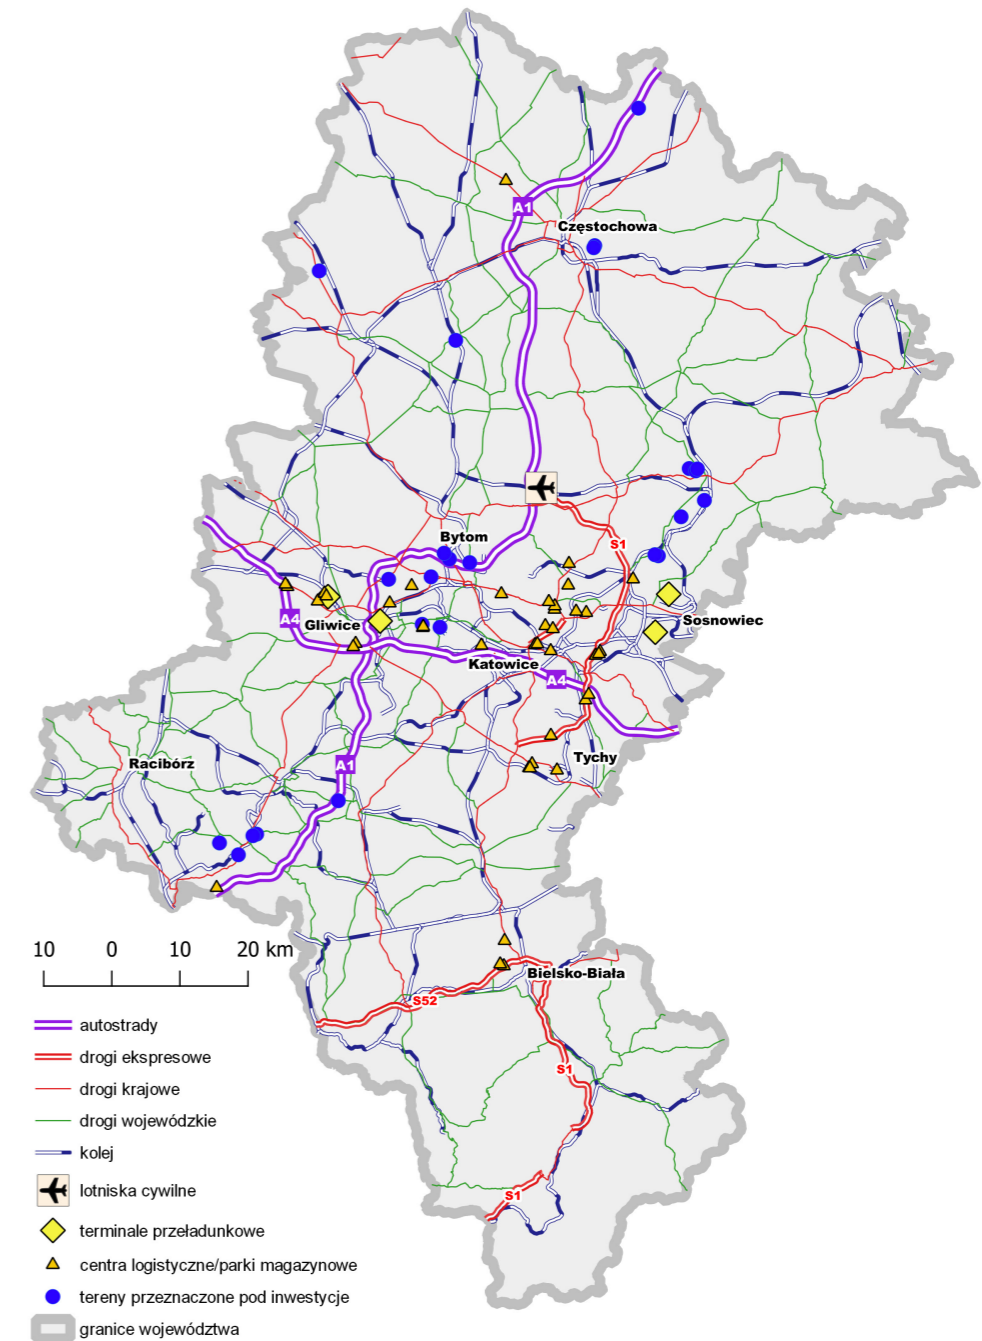 A1
Częstochowa
S1
Bytom
A4
Gliwice
Sosnowiec
Katowice
A4
Tychy
Racibórz
A1
10 0 10 20 km
Bielsko-Biała
S52
S1
S1
autostrady
drogi ekspresowe
drogi krajowe
drogi wojewódzkie
kolej
lotniska cywilne
terminale przeładunkowe
centra logistyczne/parki magazynowe
tereny przeznaczone pod inwestycje
granice województwa